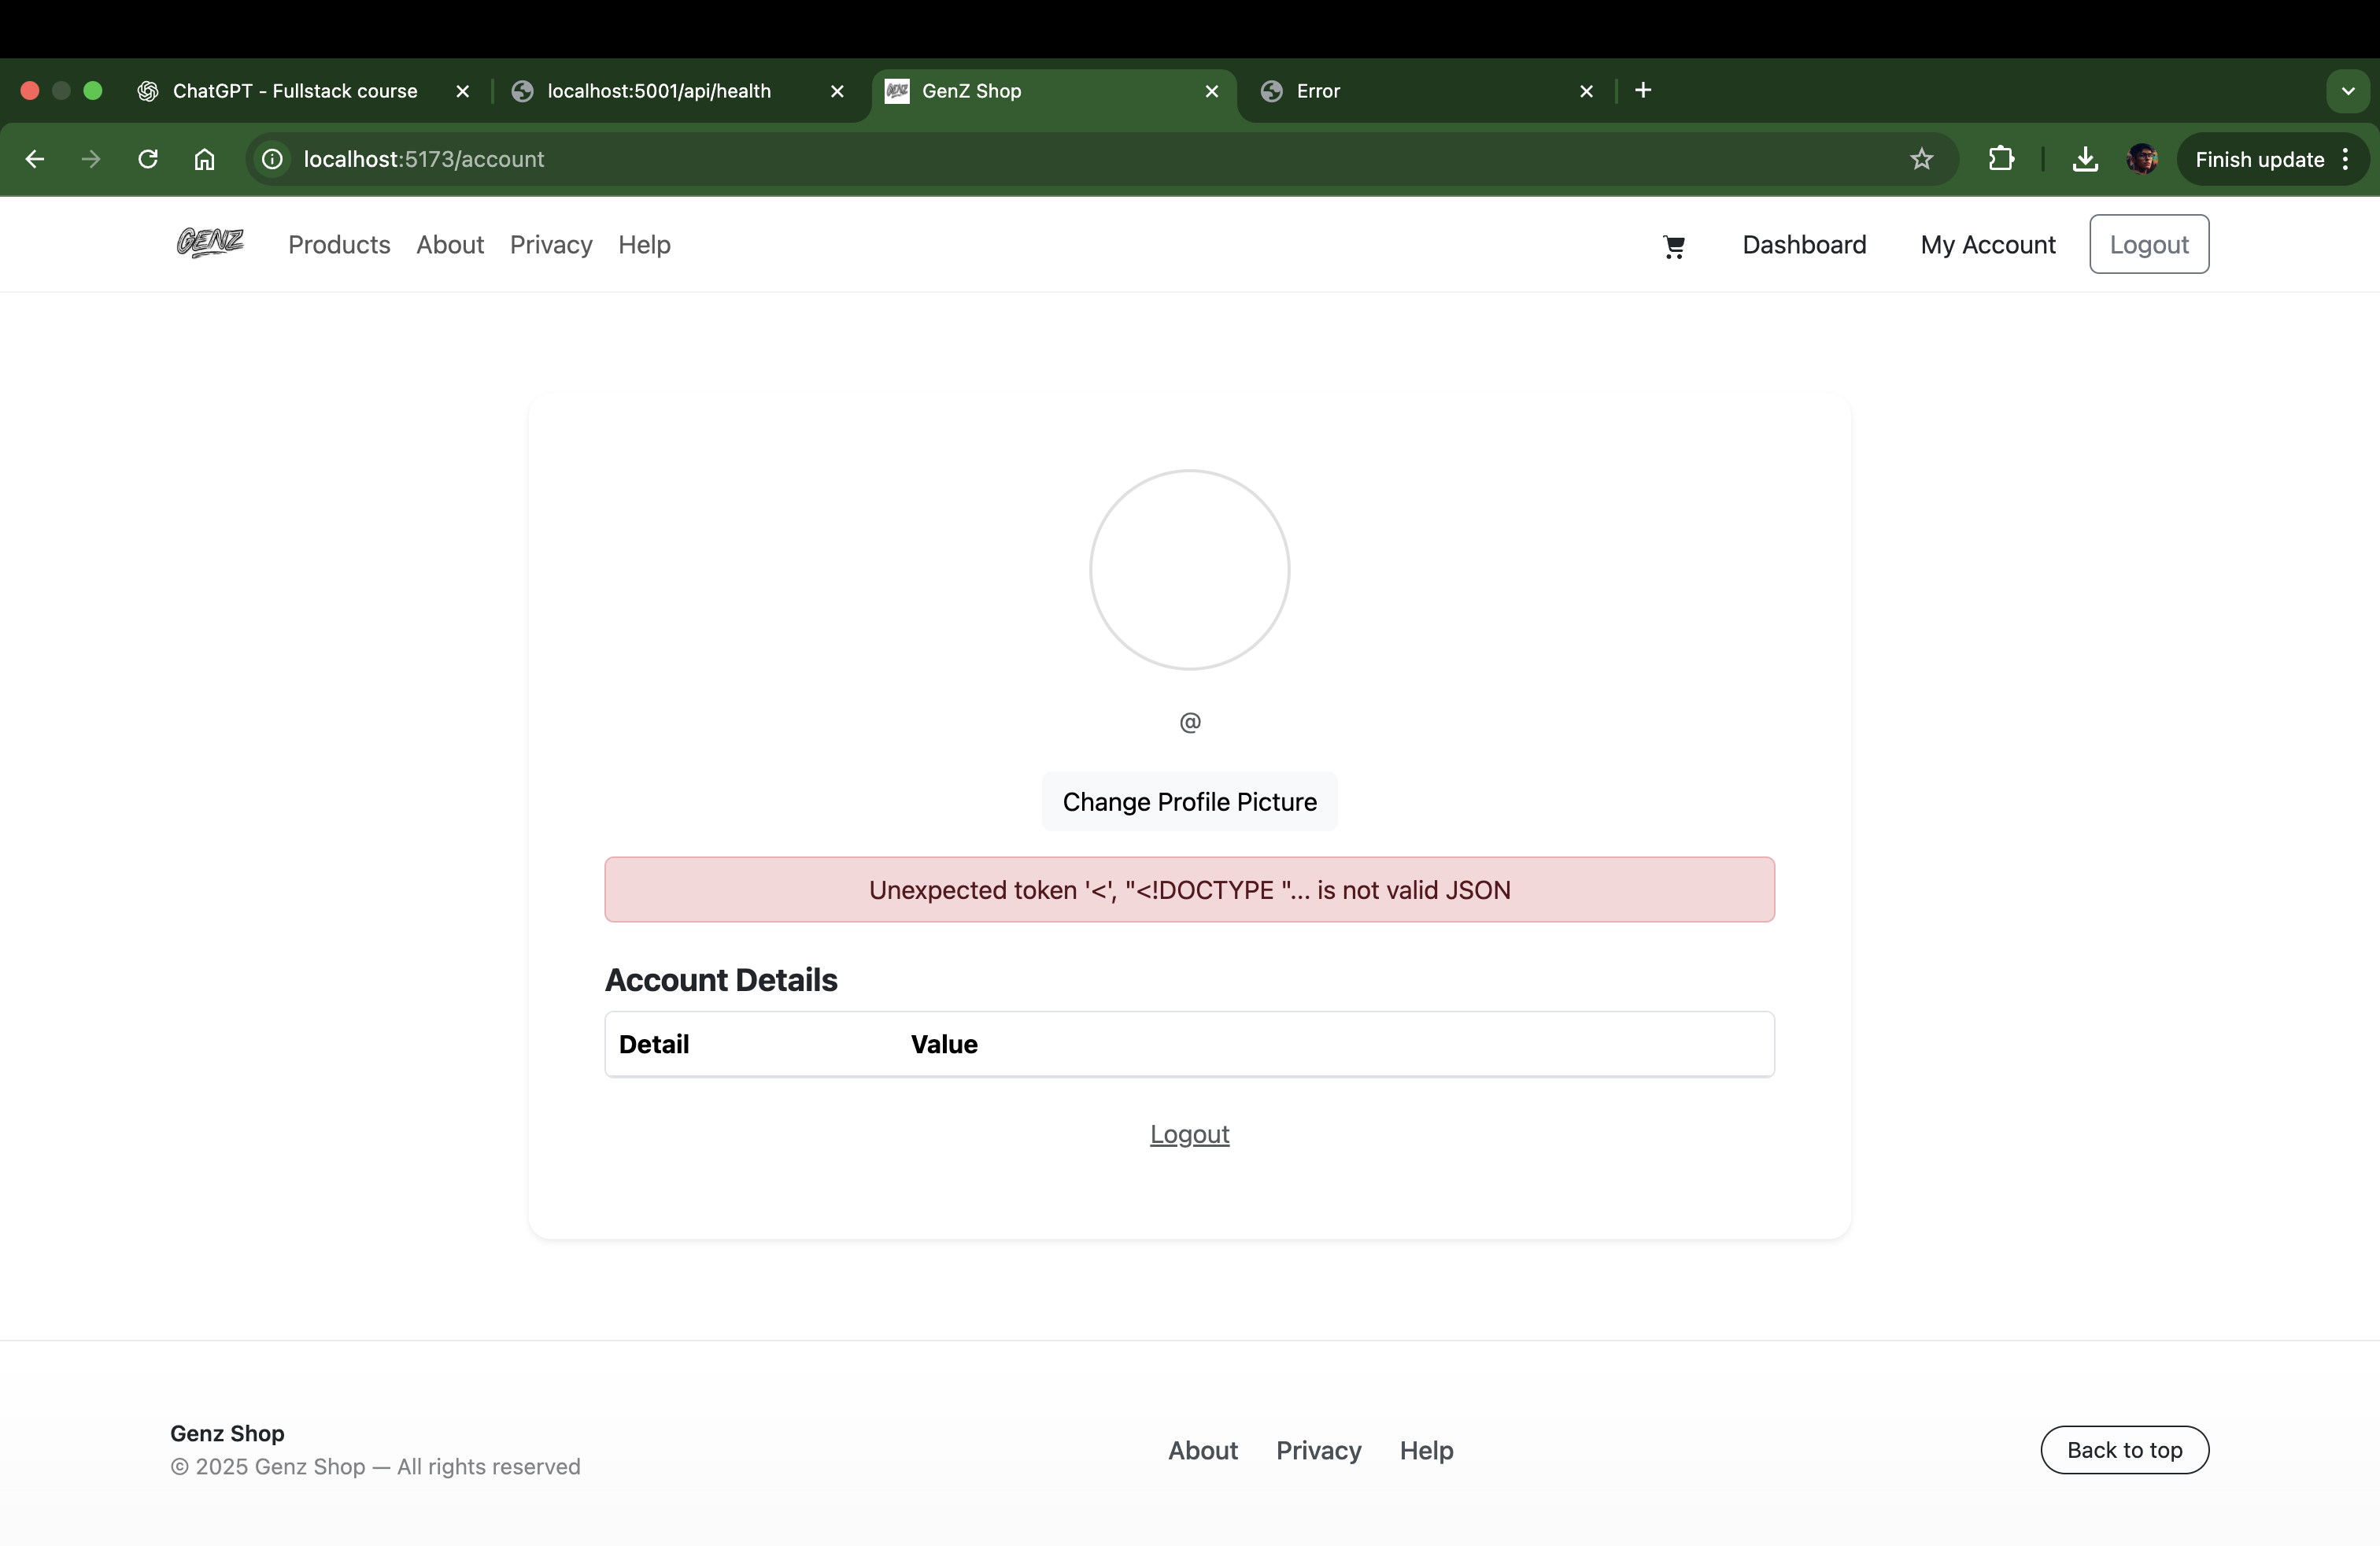 ChatGPT - Fullstack course
localhost:5001/api/health
GenZ Shop
Error
localhost:5173/account
Finish update
GENZ
Products
About
Privacy
Help
Dashboard
My Account
Logout
@
Change Profile Picture
Unexpected token '<', "<!DOCTYPE "... is not valid JSON
Account Details
Detail
Value
Logout
Genz Shop
© 2025 Genz Shop — All rights reserved
About
Privacy
Help
Back to top